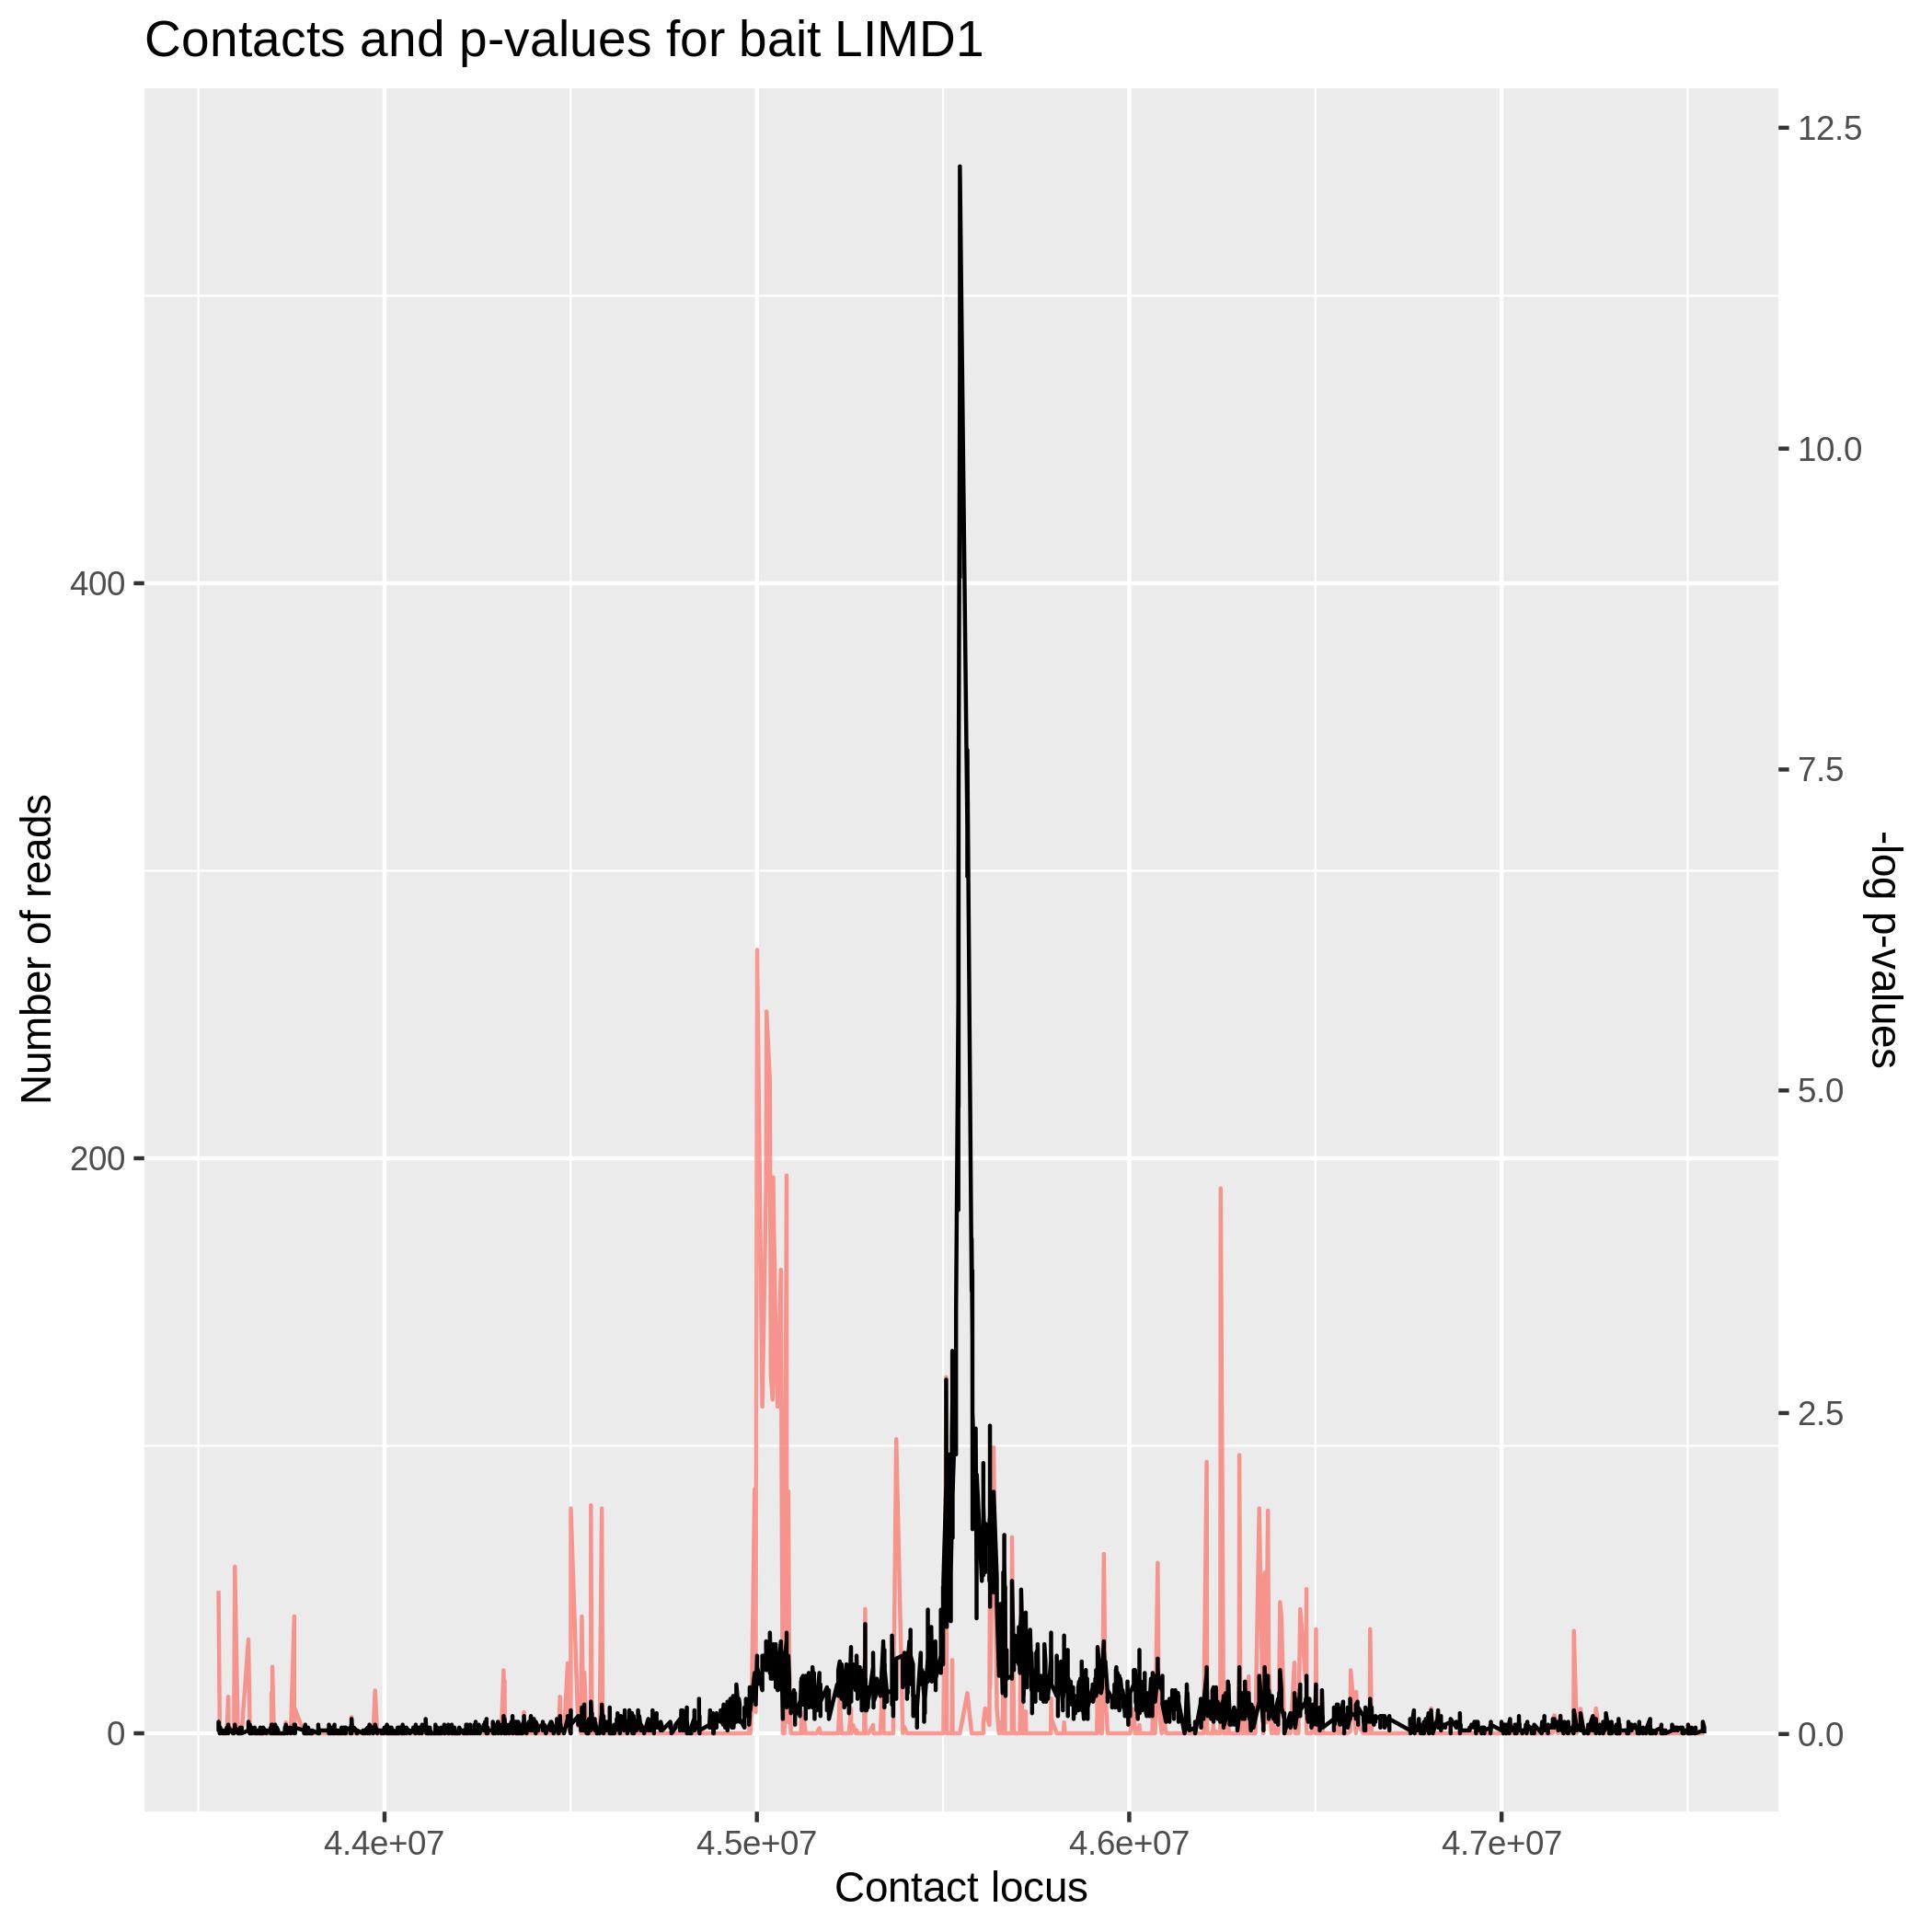 Contacts and p-values for bait LIMD1
Number of reads
400
200
0
12.5
10.0
7.5
5.0
2.5
0.0
-log p-values
4.4e+07
4.5e+07
4.6e+07
4.7e+07
Contact locus